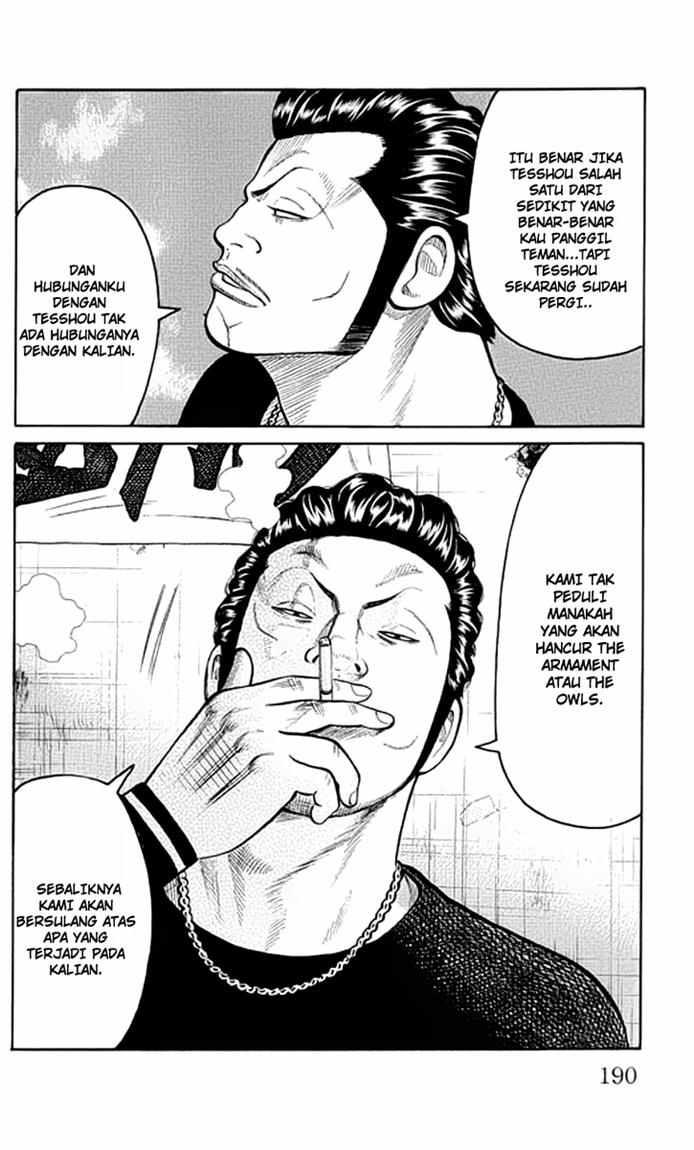 ITU BENAR JIKA
TESSHOU SALAH
SATU DARI
SEDIKIT YANG
BENAR-BENAR
KAU PANGGIL
TEMAN...TAPI
TESSHOU
SEKARANG SUDAH
PERGI..
DAN
HUBUNGANKU
DENGAN
TESSHOU TAK
ADA HUBUNGANYA
DENGAN KALIAN.
KAMI TAK
PEDULI
MANAKAH
YANG AKAN
HANCUR THE
ARMAMENT
ATAU THE
OWLS.
SEBALIKNYA
KAMI AKAN
BERSULANG ATAS
APA YANG
TERJADI PADA
KALIAN.
190